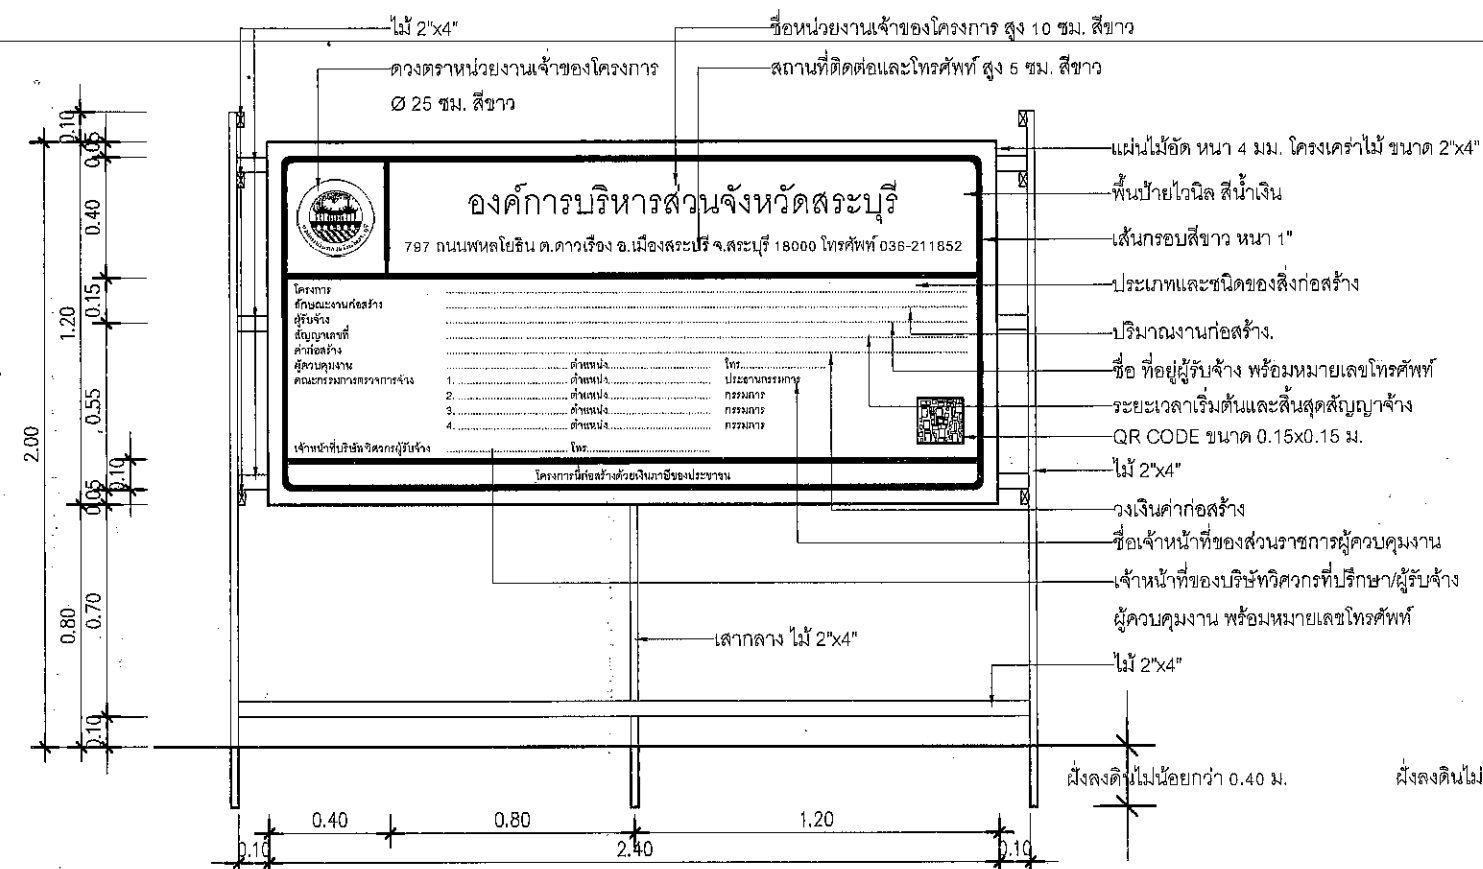 ไม้ 2"x4"
ชื่อหน่วยงานเจ้าของโครงการ สูง 10 ซม. สีขาว
ดวงตราหน่วยงานเจ้าของโครงการ
Ø 25 ซม. สีขาว
สถานที่ติดต่อและโทรศัพท์ สูง 5 ซม. สีขาว
แผ่นไม้อัด หนา 4 มม. โครงเคร่าไม้ ขนาด 2"x4"
พื้นป้ายไวนิล สีน้ำเงิน
เส้นกรอบสีขาว หนา 1"
ประเภทและชนิดของสิ่งก่อสร้าง
ปริมาณงานก่อสร้าง.
ชื่อ ที่อยู่ผู้รับจ้าง พร้อมหมายเลขโทรศัพท์
ระยะเวลาเริ่มต้นและสิ้นสุดสัญญาจ้าง
QR CODE ขนาด 0.15x0.15 ม.
ไม้ 2"x4"
วงเงินค่าก่อสร้าง
ชื่อเจ้าหน้าที่ของส่วนราชการผู้ควบคุมงาน
เจ้าหน้าที่ของบริษัทวิศวกรที่ปรึกษา/ผู้รับจ้าง
ผู้ควบคุมงาน พร้อมหมายเลขโทรศัพท์
ไม้ 2"x4"
องค์การบริหารส่วนจังหวัดสระบุรี
797 ถนนพหลโยธิน ต.ดาวเรือง อ.เมืองสระบุรี จ.สระบุรี 18000 โทรศัพท์ 036-211852
โครงการ
ลักษณะงานก่อสร้าง
ผู้รับจ้าง
สัญญาเลขที่
ค่าก่อสร้าง
ผู้ควบคุมงาน ตำแหน่ง โทร.
คณะกรรมการตรวจการจ้าง 1. ตำแหน่ง ประธานกรรมการ
2. ตำแหน่ง กรรมการ
3. ตำแหน่ง กรรมการ
4. ตำแหน่ง กรรมการ
เจ้าหน้าที่บริษัทวิศวกรผู้รับจ้าง โทร.
โครงการนี้ก่อสร้างด้วยเงินภาษีของประชาชน
เสากลาง ไม้ 2"x4"
ฝั่งลงดินไม่น้อยกว่า 0.40 ม.
ฝั่งลงดินไม่
0.10
0.05
0.40
0.15
1.20
0.55
2.00
0.10
0.05
0.80
0.70
0.10
0.40
0.80
1.20
0.10
2.40
0.10